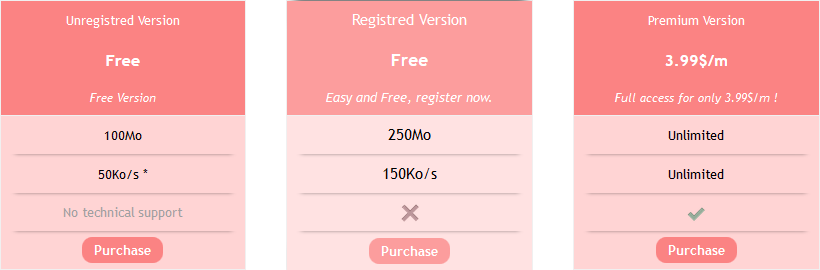 Unregistred Version
Free
Free Version
100Mo
50Ko/s *
No technical support
Purchase
Registred Version
Free
Easy and Free, register now.
250Mo
150Ko/s
Purchase
Premium Version
3.99$/m
Full access for only 3.99$/m !
Unlimited
Unlimited
Purchase